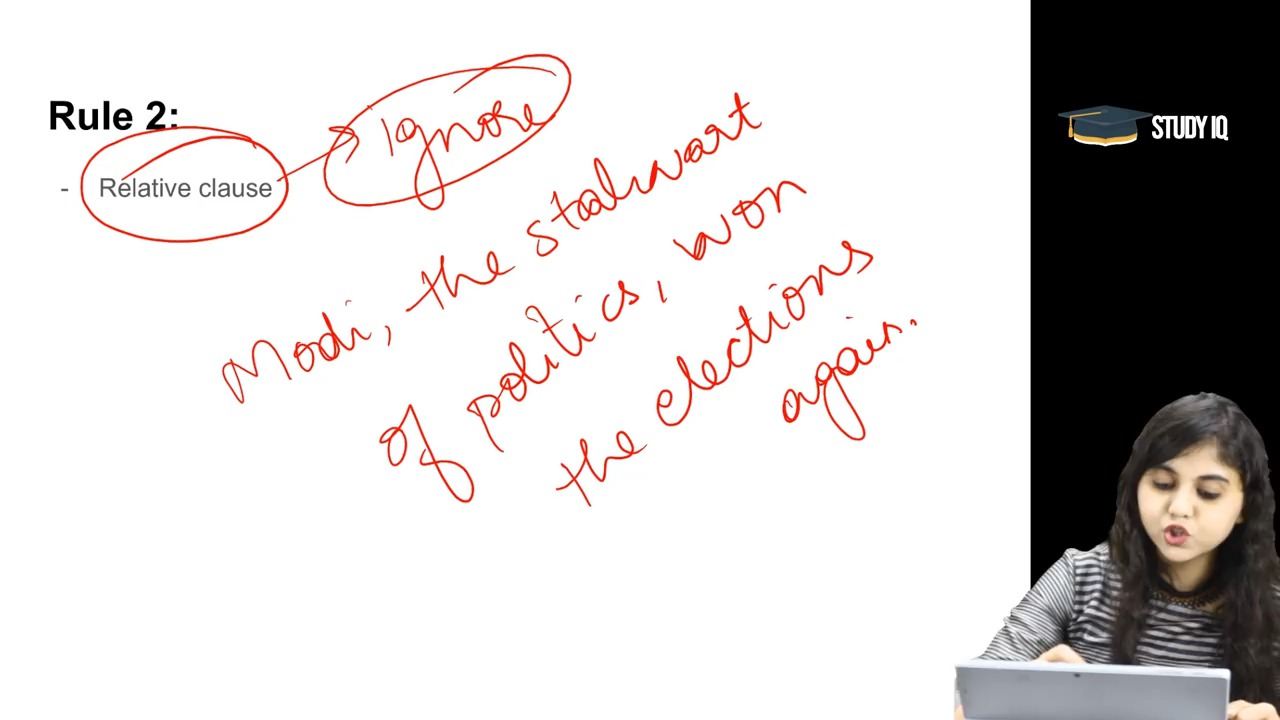 Rule 2:
- Relative clause
Ignore
Modi, the stalwart
of politics, won
the elections
again.
STUDY IQ